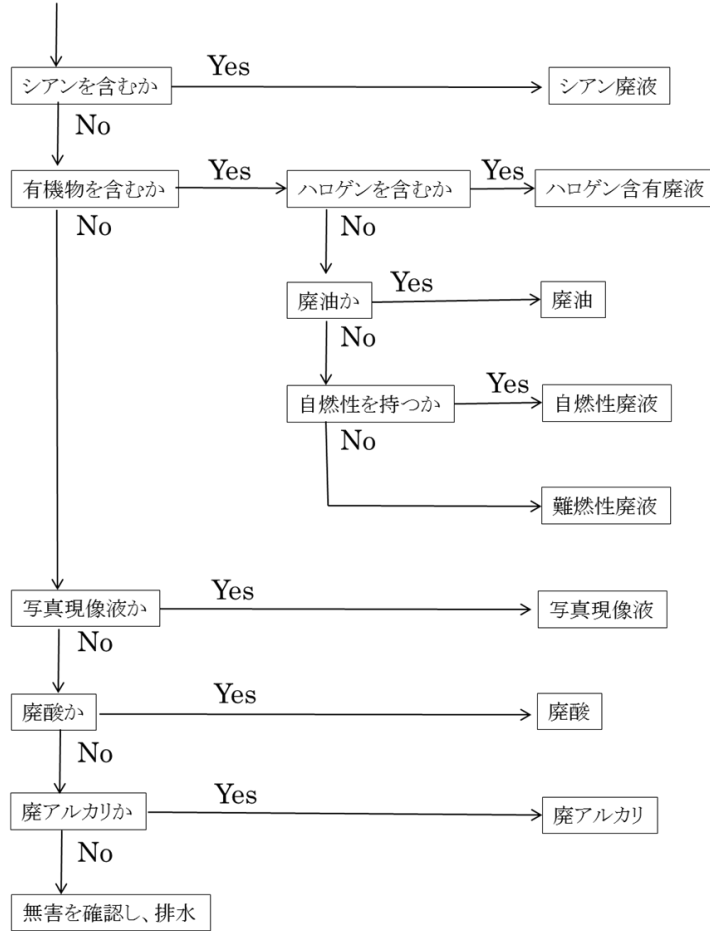 シアンを含むか
Yes
シアン廃液
No
有機物を含むか
Yes
ハロゲンを含むか
Yes
ハロゲン含有廃液
No
No
廃油か
Yes
廃油
No
自燃性を持つか
Yes
自燃性廃液
No
難燃性廃液
写真現像液か
Yes
写真現像液
No
廃酸か
Yes
廃酸
No
廃アルカリか
Yes
廃アルカリ
No
無害を確認し、排水